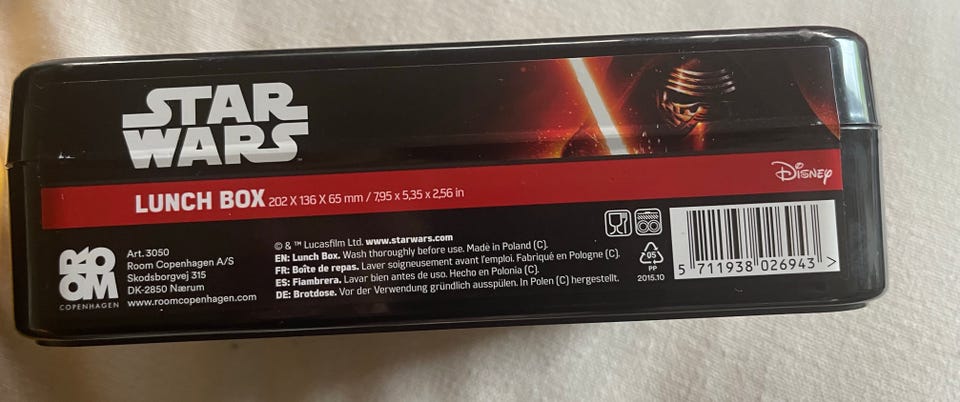 STAR
WARS
Disney
LUNCH BOX 202 X 136 X 65 mm / 7,95 x 5,35 x 2,56 in
ROOM
COPENHAGEN
Art.3050
Room Copenhagen A/S
Skodsborgvej 315
DK-2850 Nærum
www.roomcopenhagen.com
© & ™ Lucasfilm Ltd. www.starwars.com
EN: Lunch Box. Wash thoroughly before use. Made in Poland (C).
FR: Boîte de repas. Laver soigneusement avant l'emploi. Fabriqué en Pologne (C).
ES: Fiambrera. Lavar bien antes de uso. Hecho en Polonia (C).
DE: Brotdose. Vor der Verwendung gründlich ausspülen. In Polen (C) hergestellt.
05
PP
2015.10
5 711938 026943 >